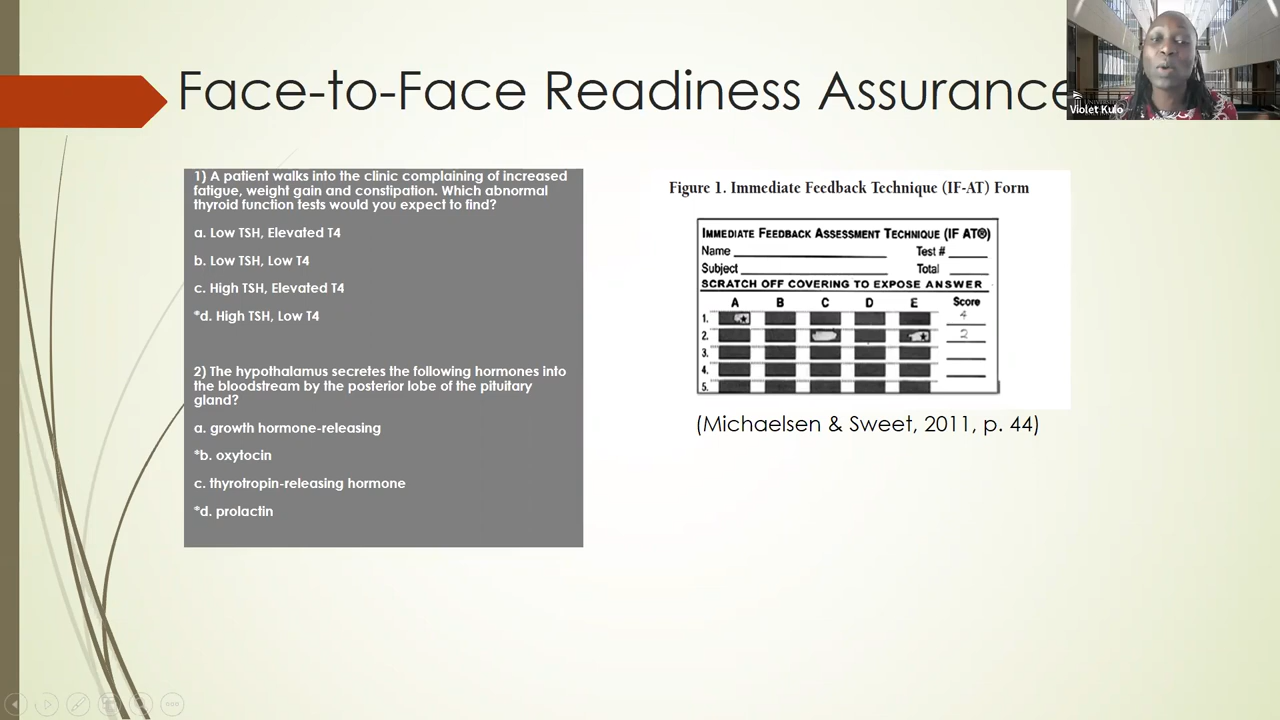 Face-to-Face Readiness Assurance
Violet Kulo
1) A patient walks into the clinic complaining of increased
fatigue, weight gain and constipation. Which abnormal
thyroid function tests would you expect to find?
a. Low TSH, Elevated T4
b. Low TSH, Low T4
c. High TSH, Elevated T4
*d. High TSH, Low T4
2) The hypothalamus secretes the following hormones into
the bloodstream by the posterior lobe of the pituitary
gland?
a. growth hormone-releasing
*b. oxytocin
c. thyrotropin-releasing hormone
*d. prolactin
Figure 1. Immediate Feedback Technique (IF-AT) Form
IMMEDIATE FEEDBACK ASSESSMENT TECHNIQUE (IF AT®)
Name Test #
Subject Total
SCRATCH OFF COVERING TO EXPOSE ANSWER
A B C D E Score
1. 4
2. 2
3.
4.
5.
(Michaelsen & Sweet, 2011, p. 44)